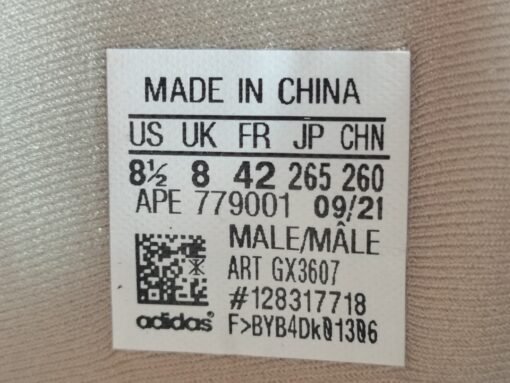 MADE IN CHINA
US UK FR JP CHN
8½ 8 42 265 260
APE 779001 09/21
MALE/MÂLE
ART GX3607
#128317718
adidas® F>BYB4Dk01306